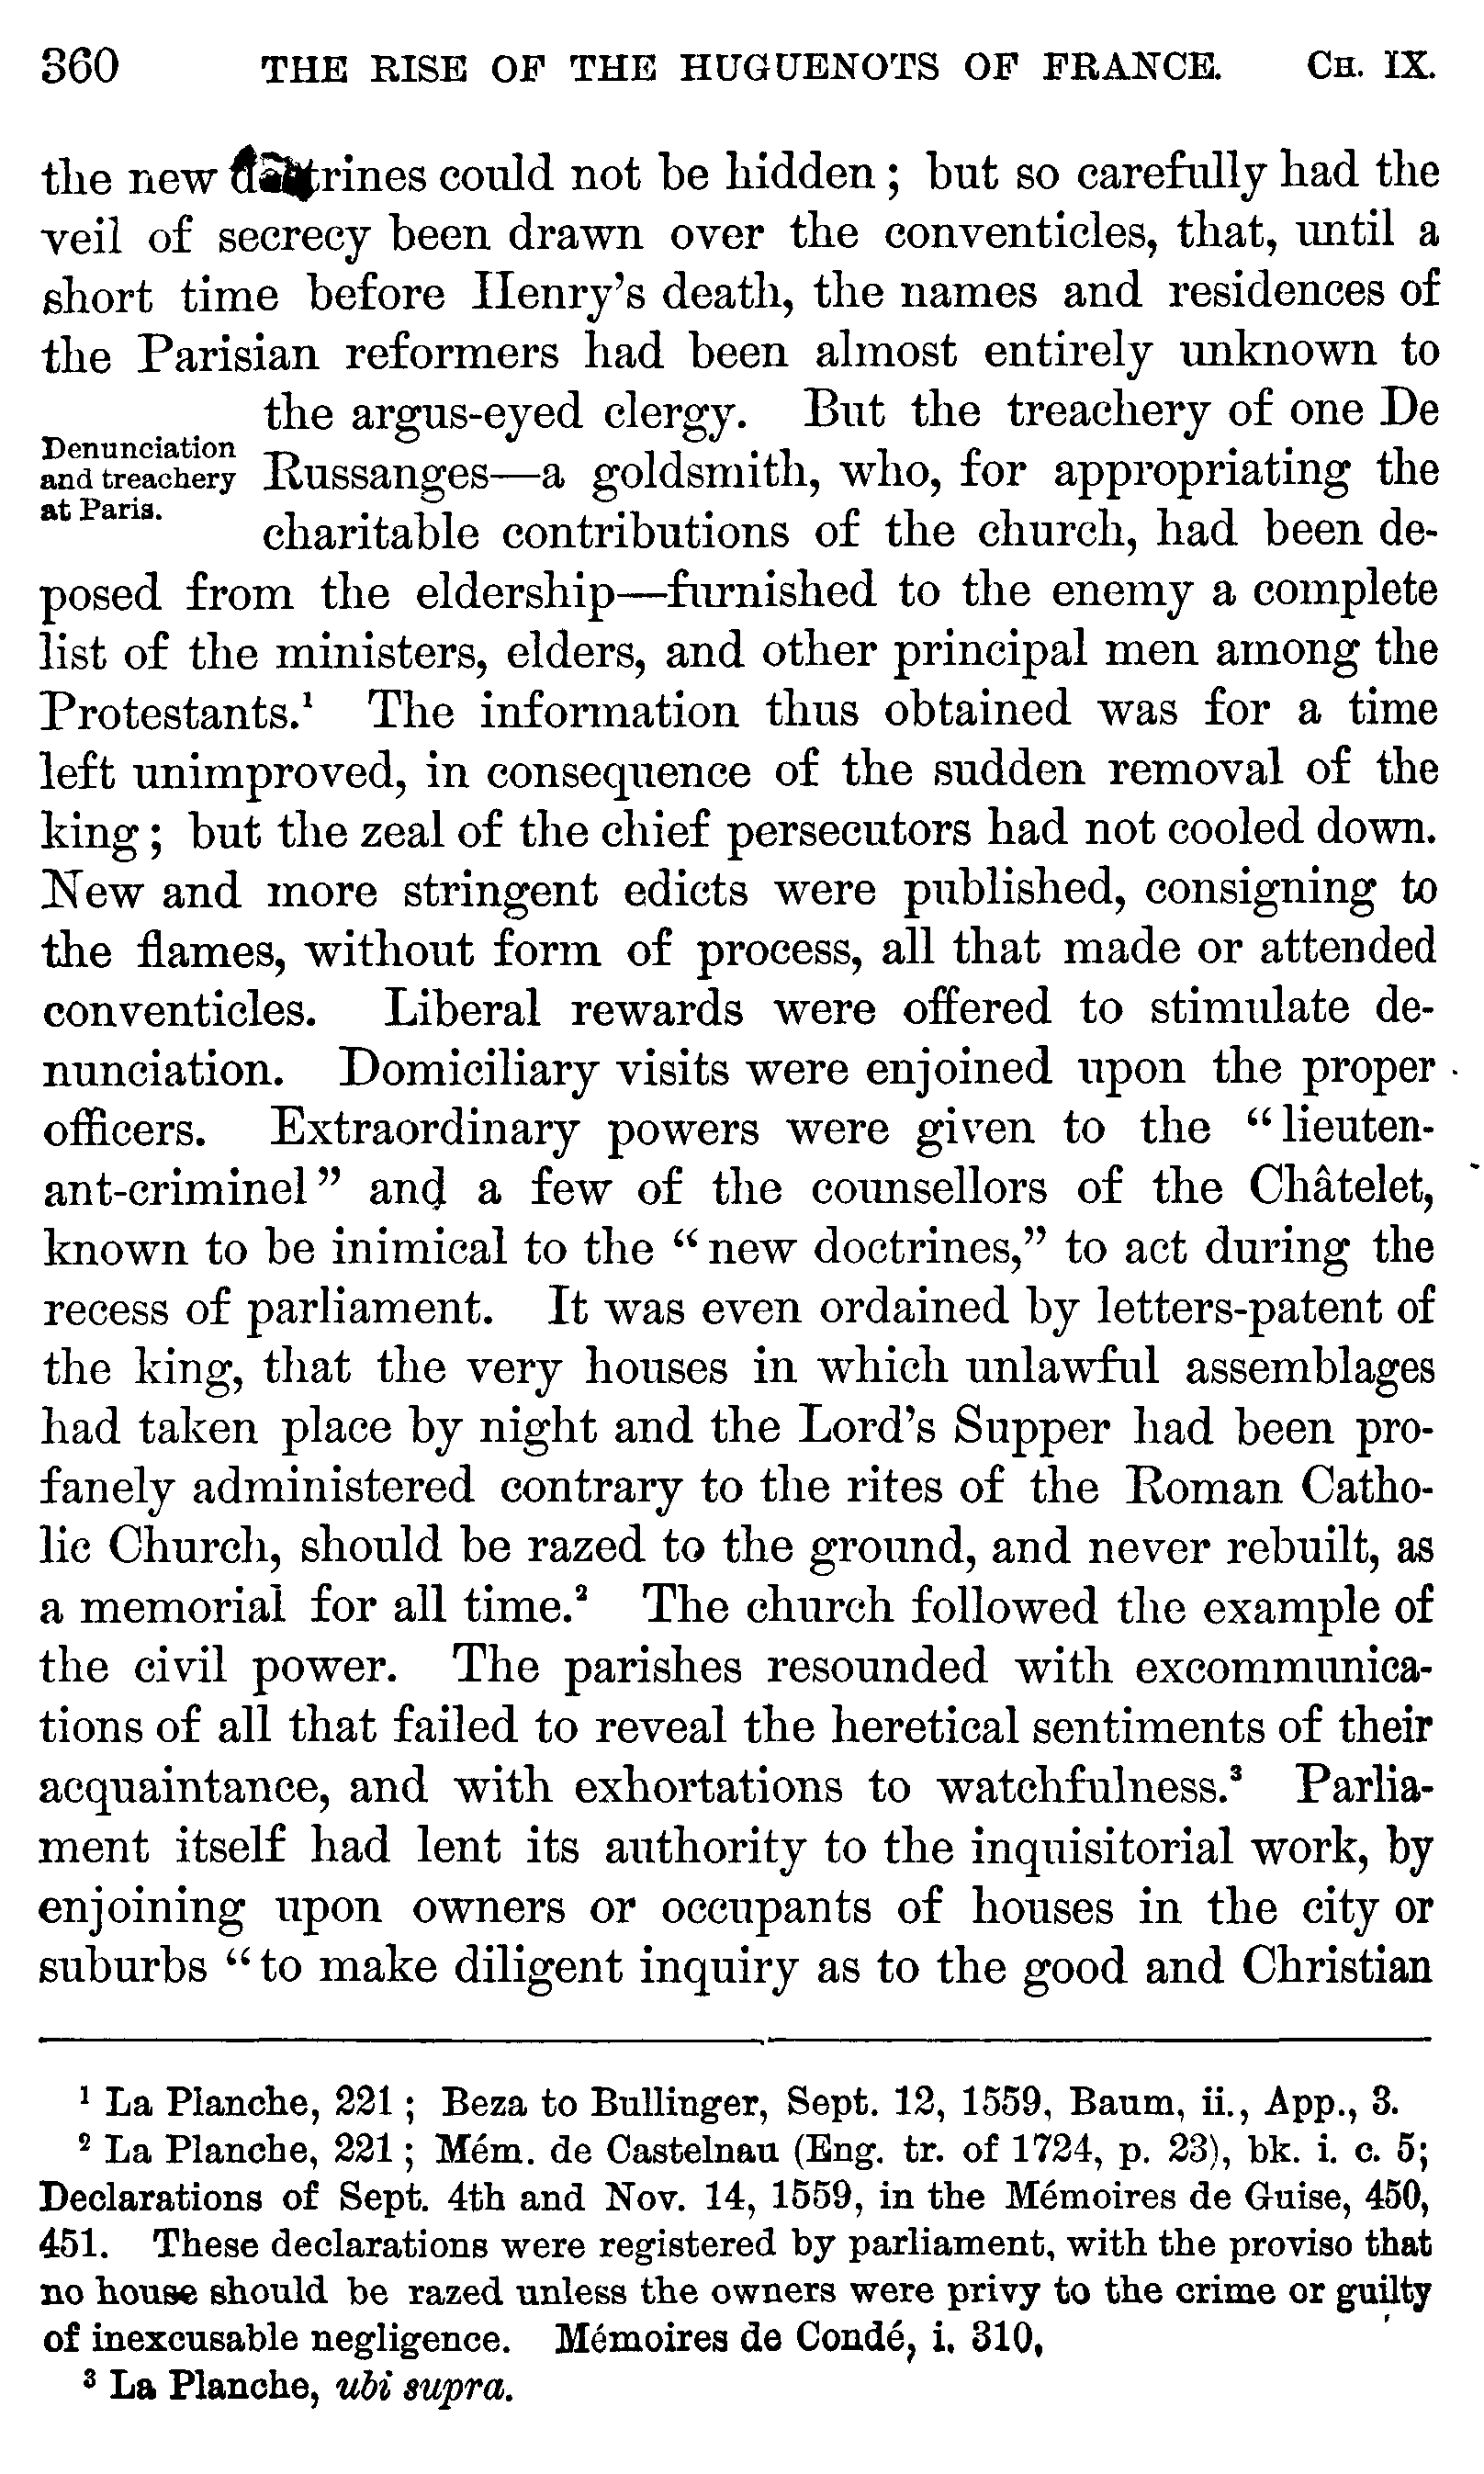 360 THE RISE OF THE HUGUENOTS OF FRANCE. CH. IX.
the new doctrines could not be hidden ; but so carefully had the
veil of secrecy been drawn over the conventicles, that, until a
short time before Henry's death, the names and residences of
the Parisian reformers had been almost entirely unknown to
the argus-eyed clergy. But the treachery of one De
Denunciation
and treachery
at Paris.
Russanges—a goldsmith, who, for appropriating the
charitable contributions of the church, had been de-
posed from the eldership—furnished to the enemy a complete
list of the ministers, elders, and other principal men among the
Protestants.¹ The information thus obtained was for a time
left unimproved, in consequence of the sudden removal of the
king ; but the zeal of the chief persecutors had not cooled down.
New and more stringent edicts were published, consigning to
the flames, without form of process, all that made or attended
conventicles. Liberal rewards were offered to stimulate de-
nunciation. Domiciliary visits were enjoined upon the proper
officers. Extraordinary powers were given to the “lieuten-
ant-criminel” and a few of the counsellors of the Châtelet,
known to be inimical to the “new doctrines,” to act during the
recess of parliament. It was even ordained by letters-patent of
the king, that the very houses in which unlawful assemblages
had taken place by night and the Lord's Supper had been pro-
fanely administered contrary to the rites of the Roman Catho-
lic Church, should be razed to the ground, and never rebuilt, as
a memorial for all time.² The church followed the example of
the civil power. The parishes resounded with excommunica-
tions of all that failed to reveal the heretical sentiments of their
acquaintance, and with exhortations to watchfulness.³ Parlia-
ment itself had lent its authority to the inquisitorial work, by
enjoining upon owners or occupants of houses in the city or
suburbs “to make diligent inquiry as to the good and Christian
¹ La Planche, 221 ; Beza to Bullinger, Sept. 12, 1559, Baum, ii., App., 3.
² La Planche, 221 ; Mém. de Castelnau (Eng. tr. of 1724, p. 23), bk. i. c. 5;
Declarations of Sept. 4th and Nov. 14, 1559, in the Mémoires de Guise, 450,
451. These declarations were registered by parliament, with the proviso that
no house should be razed unless the owners were privy to the crime or guilty
of inexcusable negligence. Mémoires de Condé, i. 310.
³ La Planche, ubi supra.